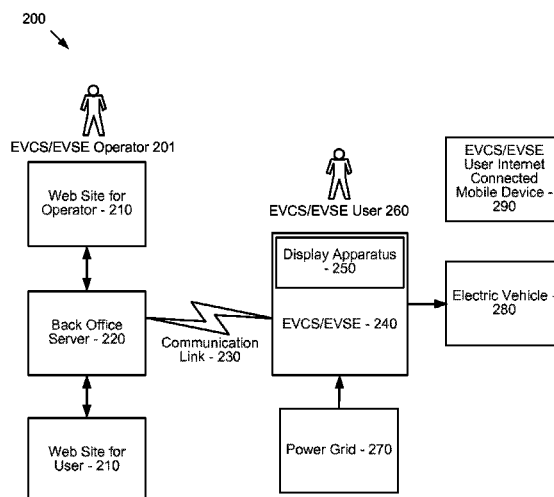 200
EVCS/EVSE Operator 201
Web Site for
Operator - 210
Back Office
Server - 220
Web Site for
User - 210
Communication
Link - 230
EVCS/EVSE User 260
Display Apparatus
- 250
EVCS/EVSE - 240
Power Grid - 270
EVCS/EVSE
User Internet
Connected
Mobile Device -
290
Electric Vehicle -
280